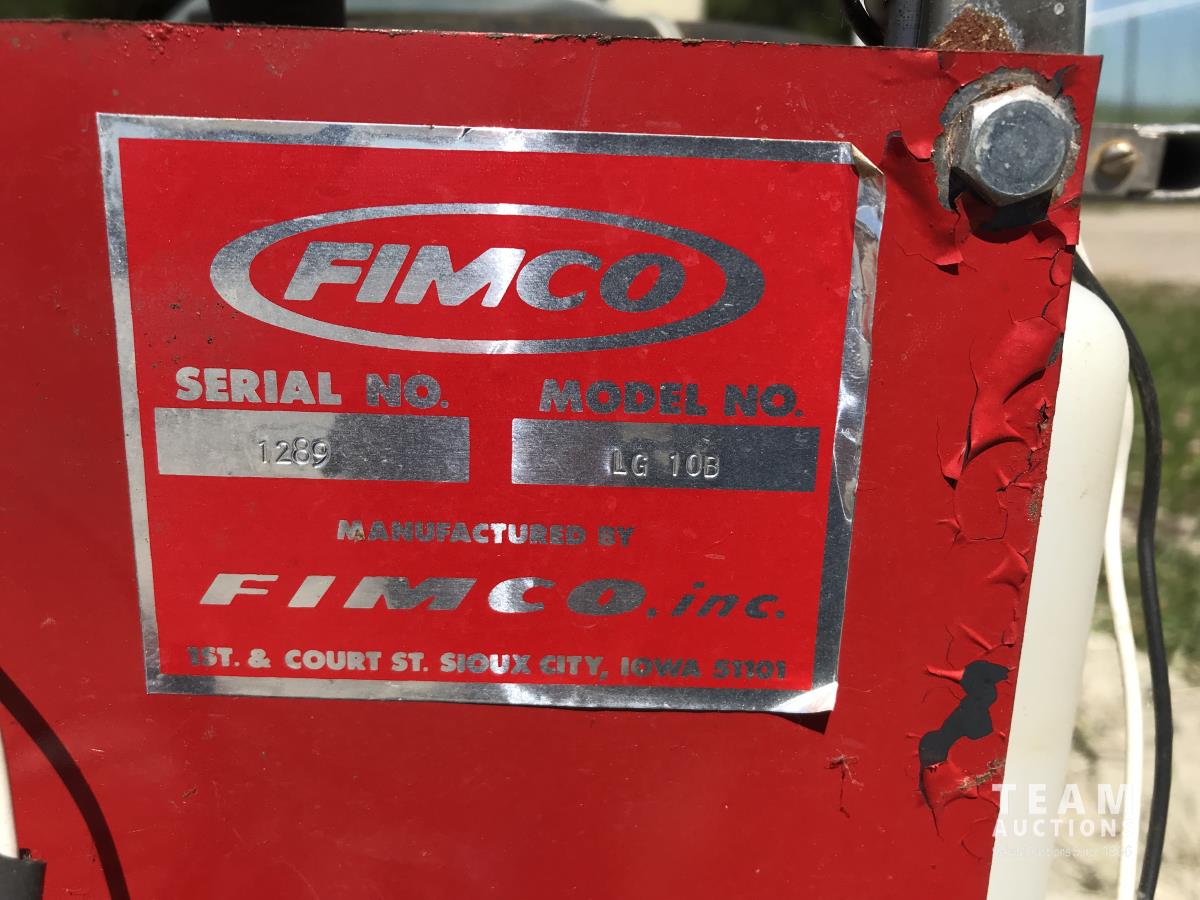 FIMCO
SERIAL NO. MODEL NO.
1289 LG 10B
MANUFACTURED BY
FIMCO, inc.
1ST. & COURT ST. SIOUX CITY, IOWA 51101
TEAM
AUCTIONS